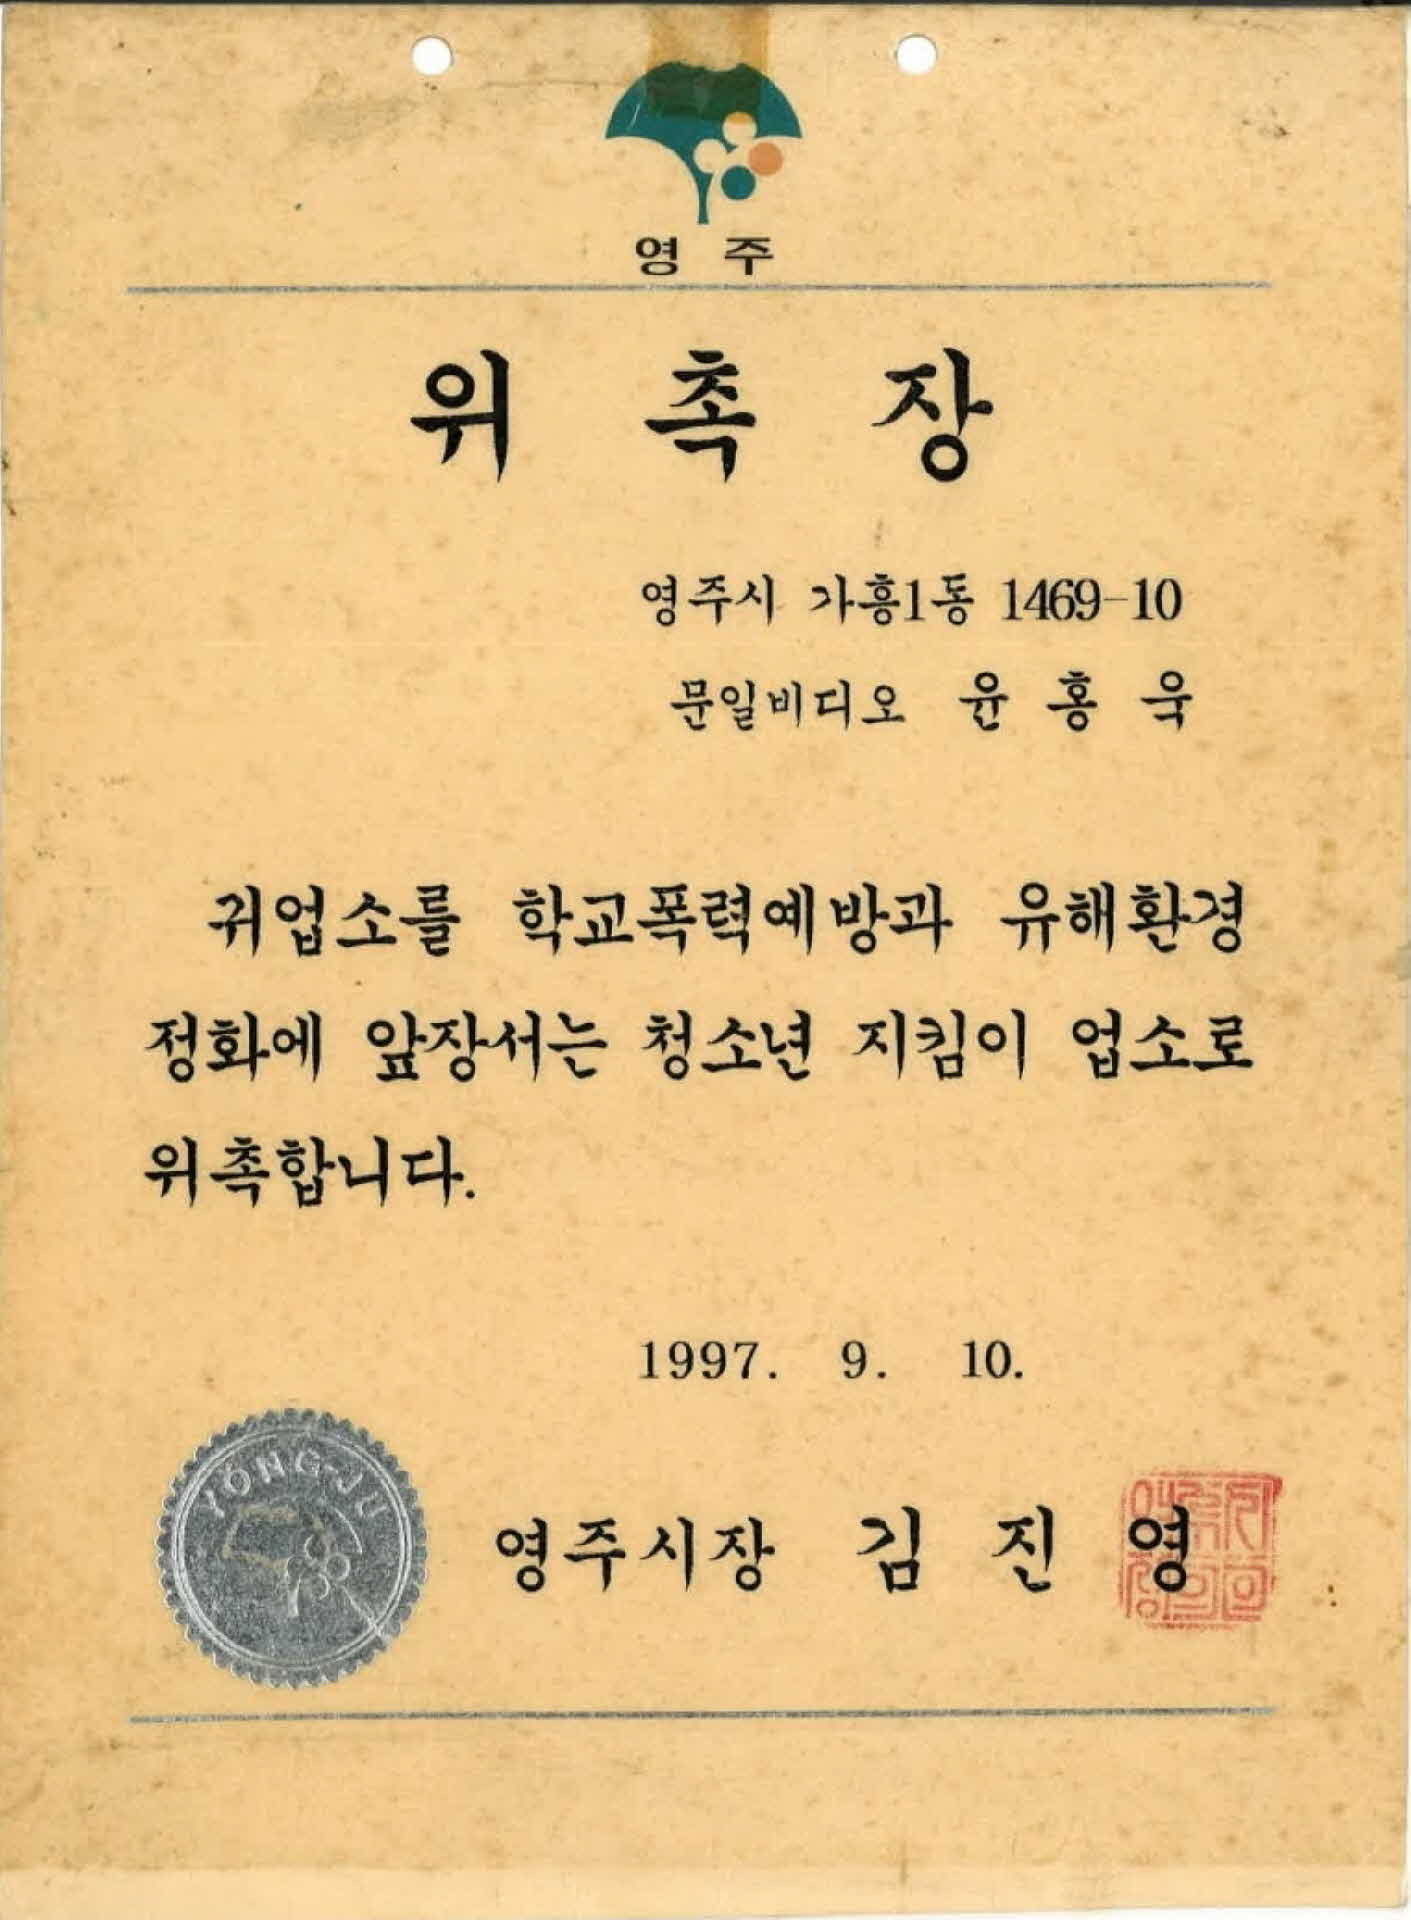 영 주
위 촉 장
영주시 가흥1동 1469-10
문일비디오 윤 홍 욱
귀업소를 학교폭력예방과 유해환경
정화에 앞장서는 청소년 지킴이 업소로
위촉합니다.
1997. 9. 10.
YONG-JU
영주시장 김 진 영